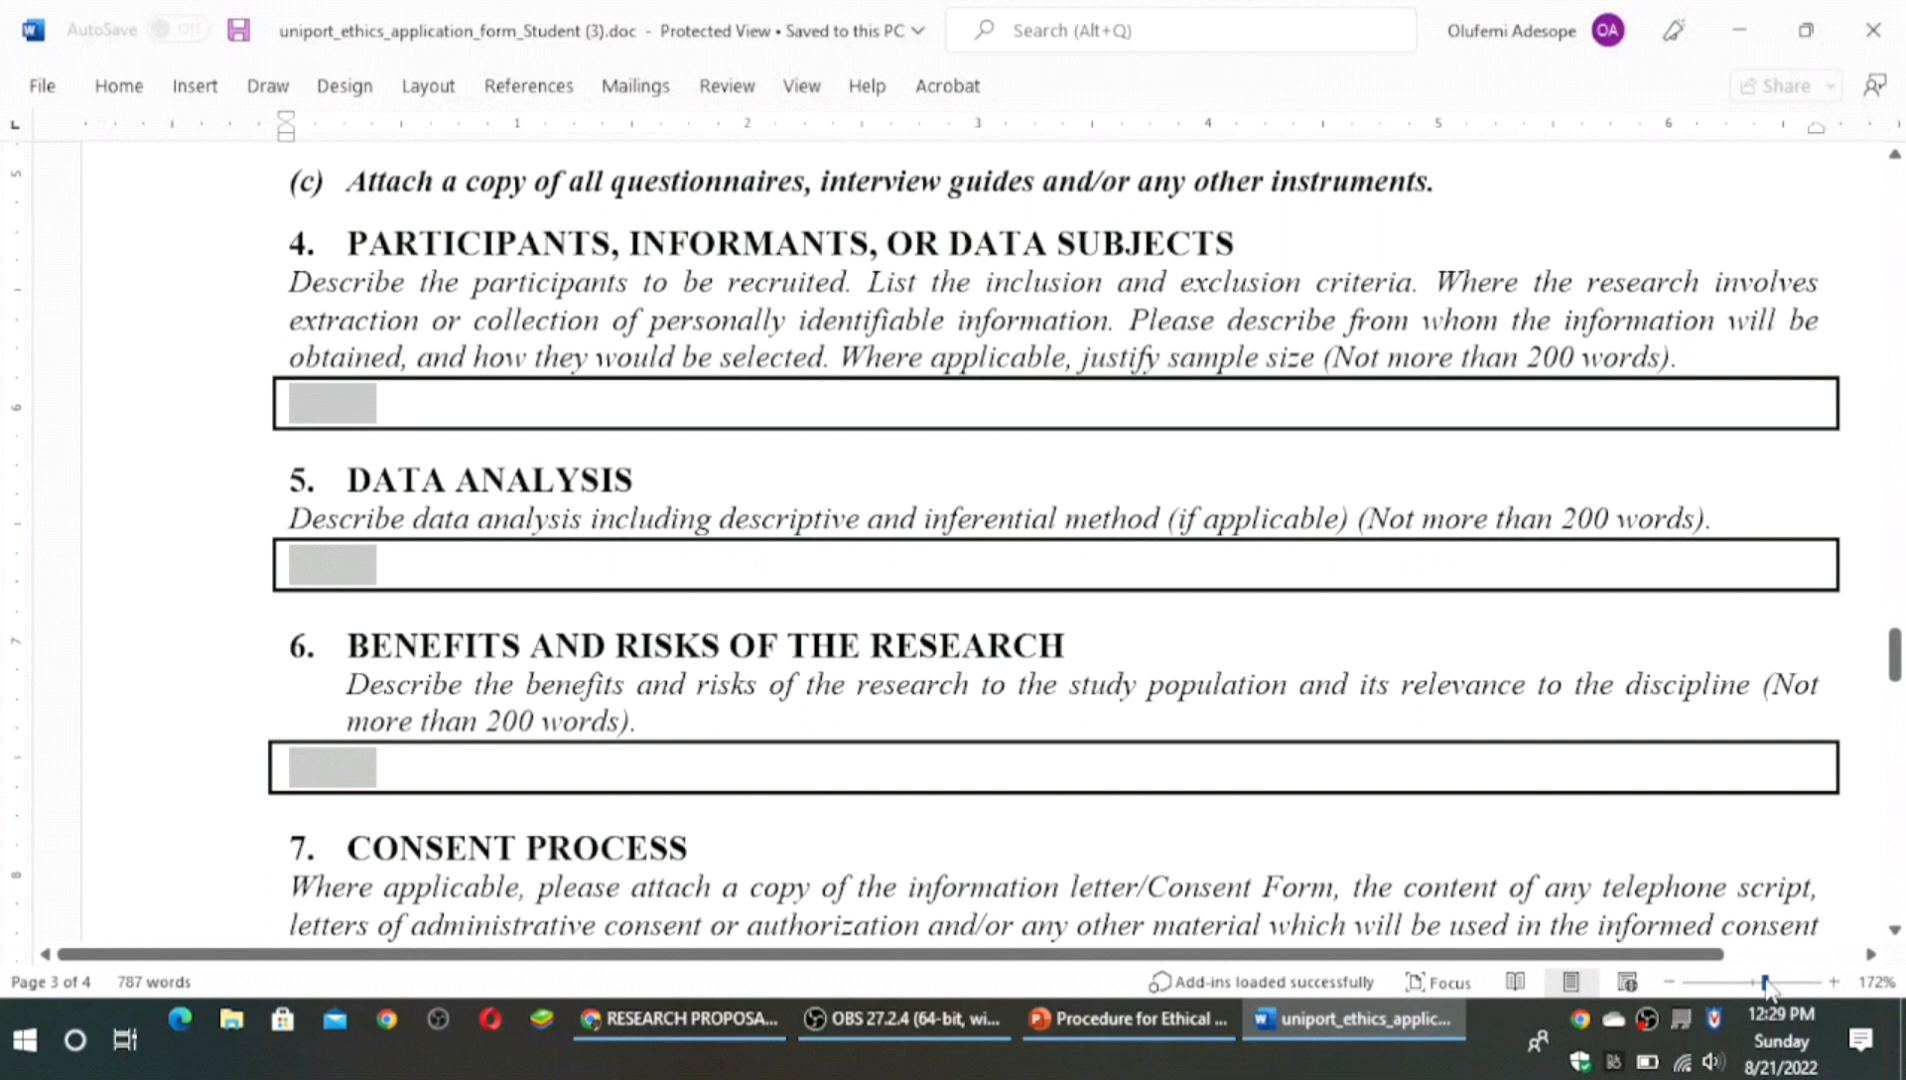 AutoSave Off uniport_ethics_application_form_Student (3).doc - Protected View • Saved to this PC Search (Alt+Q) Olufemi Adesope OA
File Home Insert Draw Design Layout References Mailings Review View Help Acrobat Share
1 2 3 4 5 6
(c) Attach a copy of all questionnaires, interview guides and/or any other instruments.
4. PARTICIPANTS, INFORMANTS, OR DATA SUBJECTS
Describe the participants to be recruited. List the inclusion and exclusion criteria. Where the research involves
extraction or collection of personally identifiable information. Please describe from whom the information will be
obtained, and how they would be selected. Where applicable, justify sample size (Not more than 200 words).
5. DATA ANALYSIS
Describe data analysis including descriptive and inferential method (if applicable) (Not more than 200 words).
6. BENEFITS AND RISKS OF THE RESEARCH
Describe the benefits and risks of the research to the study population and its relevance to the discipline (Not
more than 200 words).
7. CONSENT PROCESS
Where applicable, please attach a copy of the information letter/Consent Form, the content of any telephone script,
letters of administrative consent or authorization and/or any other material which will be used in the informed consent
5
6
7
8
Page 3 of 4 787 words Add-ins loaded successfully Focus 172%
RESEARCH PROPOSA... OBS 27.2.4 (64-bit, wi... Procedure for Ethical ... uniport_ethics_applic... 12:29 PM
Sunday
8/21/2022